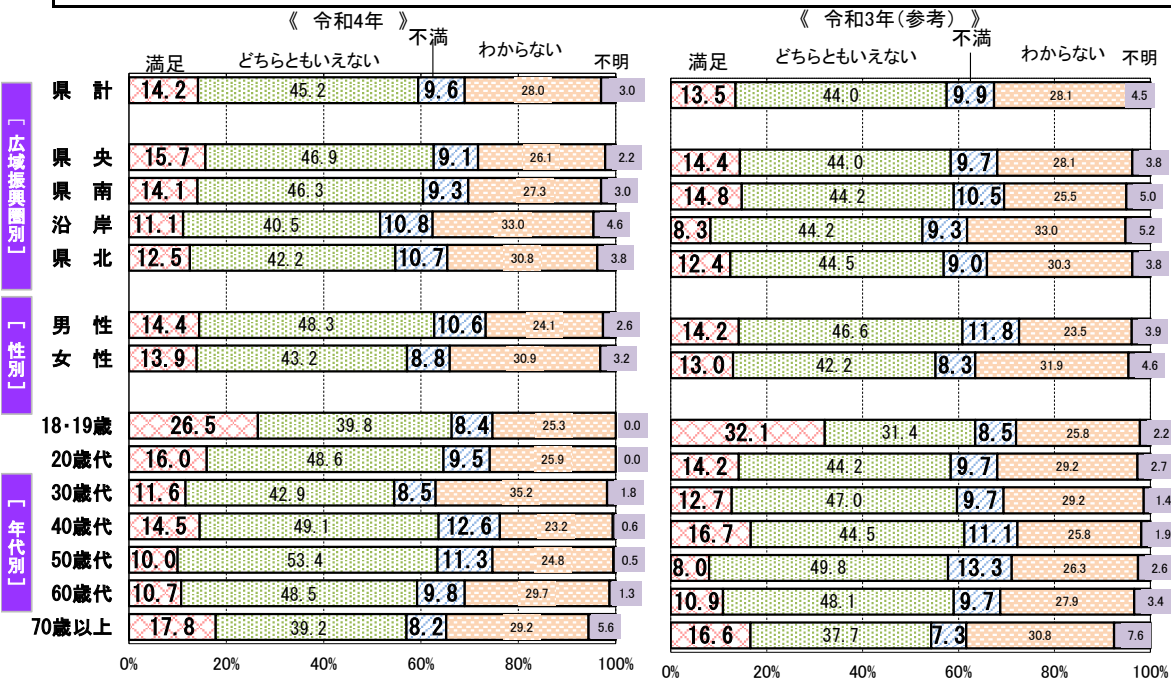 《 令和4年 》
満足 どちらともいえない 不満 わからない 不明
[ 広域振興圏別 ]
県 計 14.2 45.2 9.6 28.0 3.0
県 央 15.7 46.9 9.1 26.1 2.2
県 南 14.1 46.3 9.3 27.3 3.0
沿 岸 11.1 40.5 10.8 33.0 4.6
県 北 12.5 42.2 10.7 30.8 3.8
[ 性別 ]
男 性 14.4 48.3 10.6 24.1 2.6
女 性 13.9 43.2 8.8 30.9 3.2
[ 年代別 ]
18・19歳 26.5 39.8 8.4 25.3 0.0
20歳代 16.0 48.6 9.5 25.9 0.0
30歳代 11.6 42.9 8.5 35.2 1.8
40歳代 14.5 49.1 12.6 23.2 0.6
50歳代 10.0 53.4 11.3 24.8 0.5
60歳代 10.7 48.5 9.8 29.7 1.3
70歳以上 17.8 39.2 8.2 29.2 5.6
0% 20% 40% 60% 80% 100%
《 令和3年(参考) 》
満足 どちらともいえない 不満 わからない 不明
13.5 44.0 9.9 28.1 4.5
14.4 44.0 9.7 28.1 3.8
14.8 44.2 10.5 25.5 5.0
8.3 44.2 9.3 33.0 5.2
12.4 44.5 9.0 30.3 3.8
14.2 46.6 11.8 23.5 3.9
13.0 42.2 8.3 31.9 4.6
32.1 31.4 8.5 25.8 2.2
14.2 44.2 9.7 29.2 2.7
12.7 47.0 9.7 29.2 1.4
16.7 44.5 11.1 25.8 1.9
8.0 49.8 13.3 26.3 2.6
10.9 48.1 9.7 27.9 3.4
16.6 37.7 7.3 30.8 7.6
0% 20% 40% 60% 80% 100%